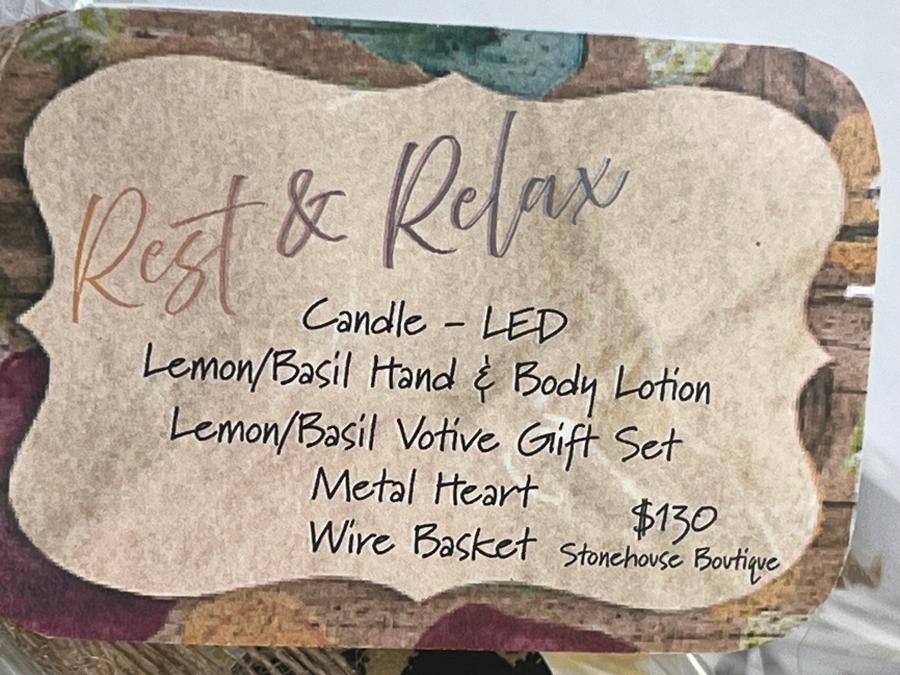 Rest & Relax
Candle - LED
Lemon/Basil Hand & Body Lotion
Lemon/Basil Votive Gift Set
Metal Heart
Wire Basket
$130
Stonehouse Boutique